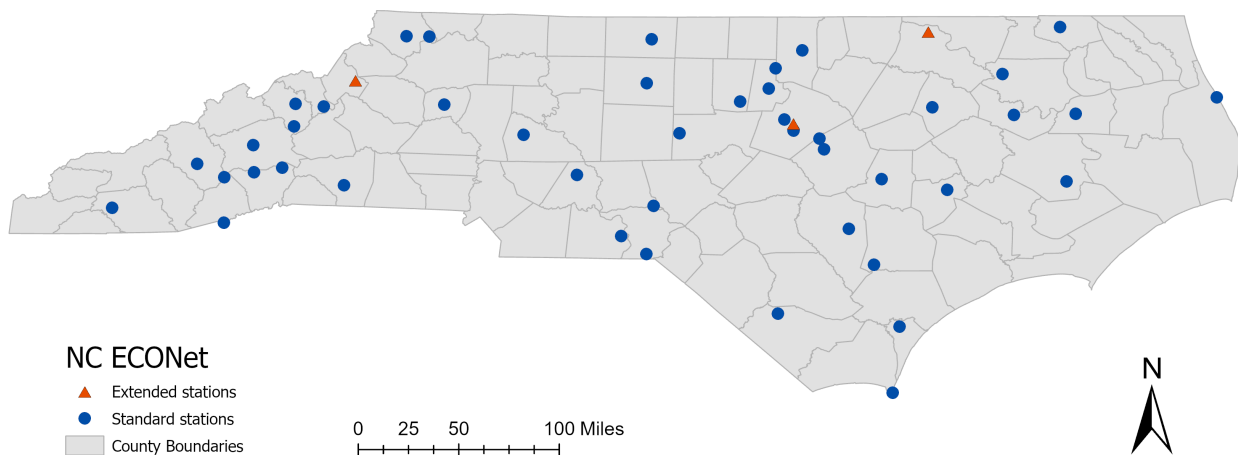 NC ECONet
Extended stations
Standard stations
County Boundaries
0 25 50 100 Miles
N